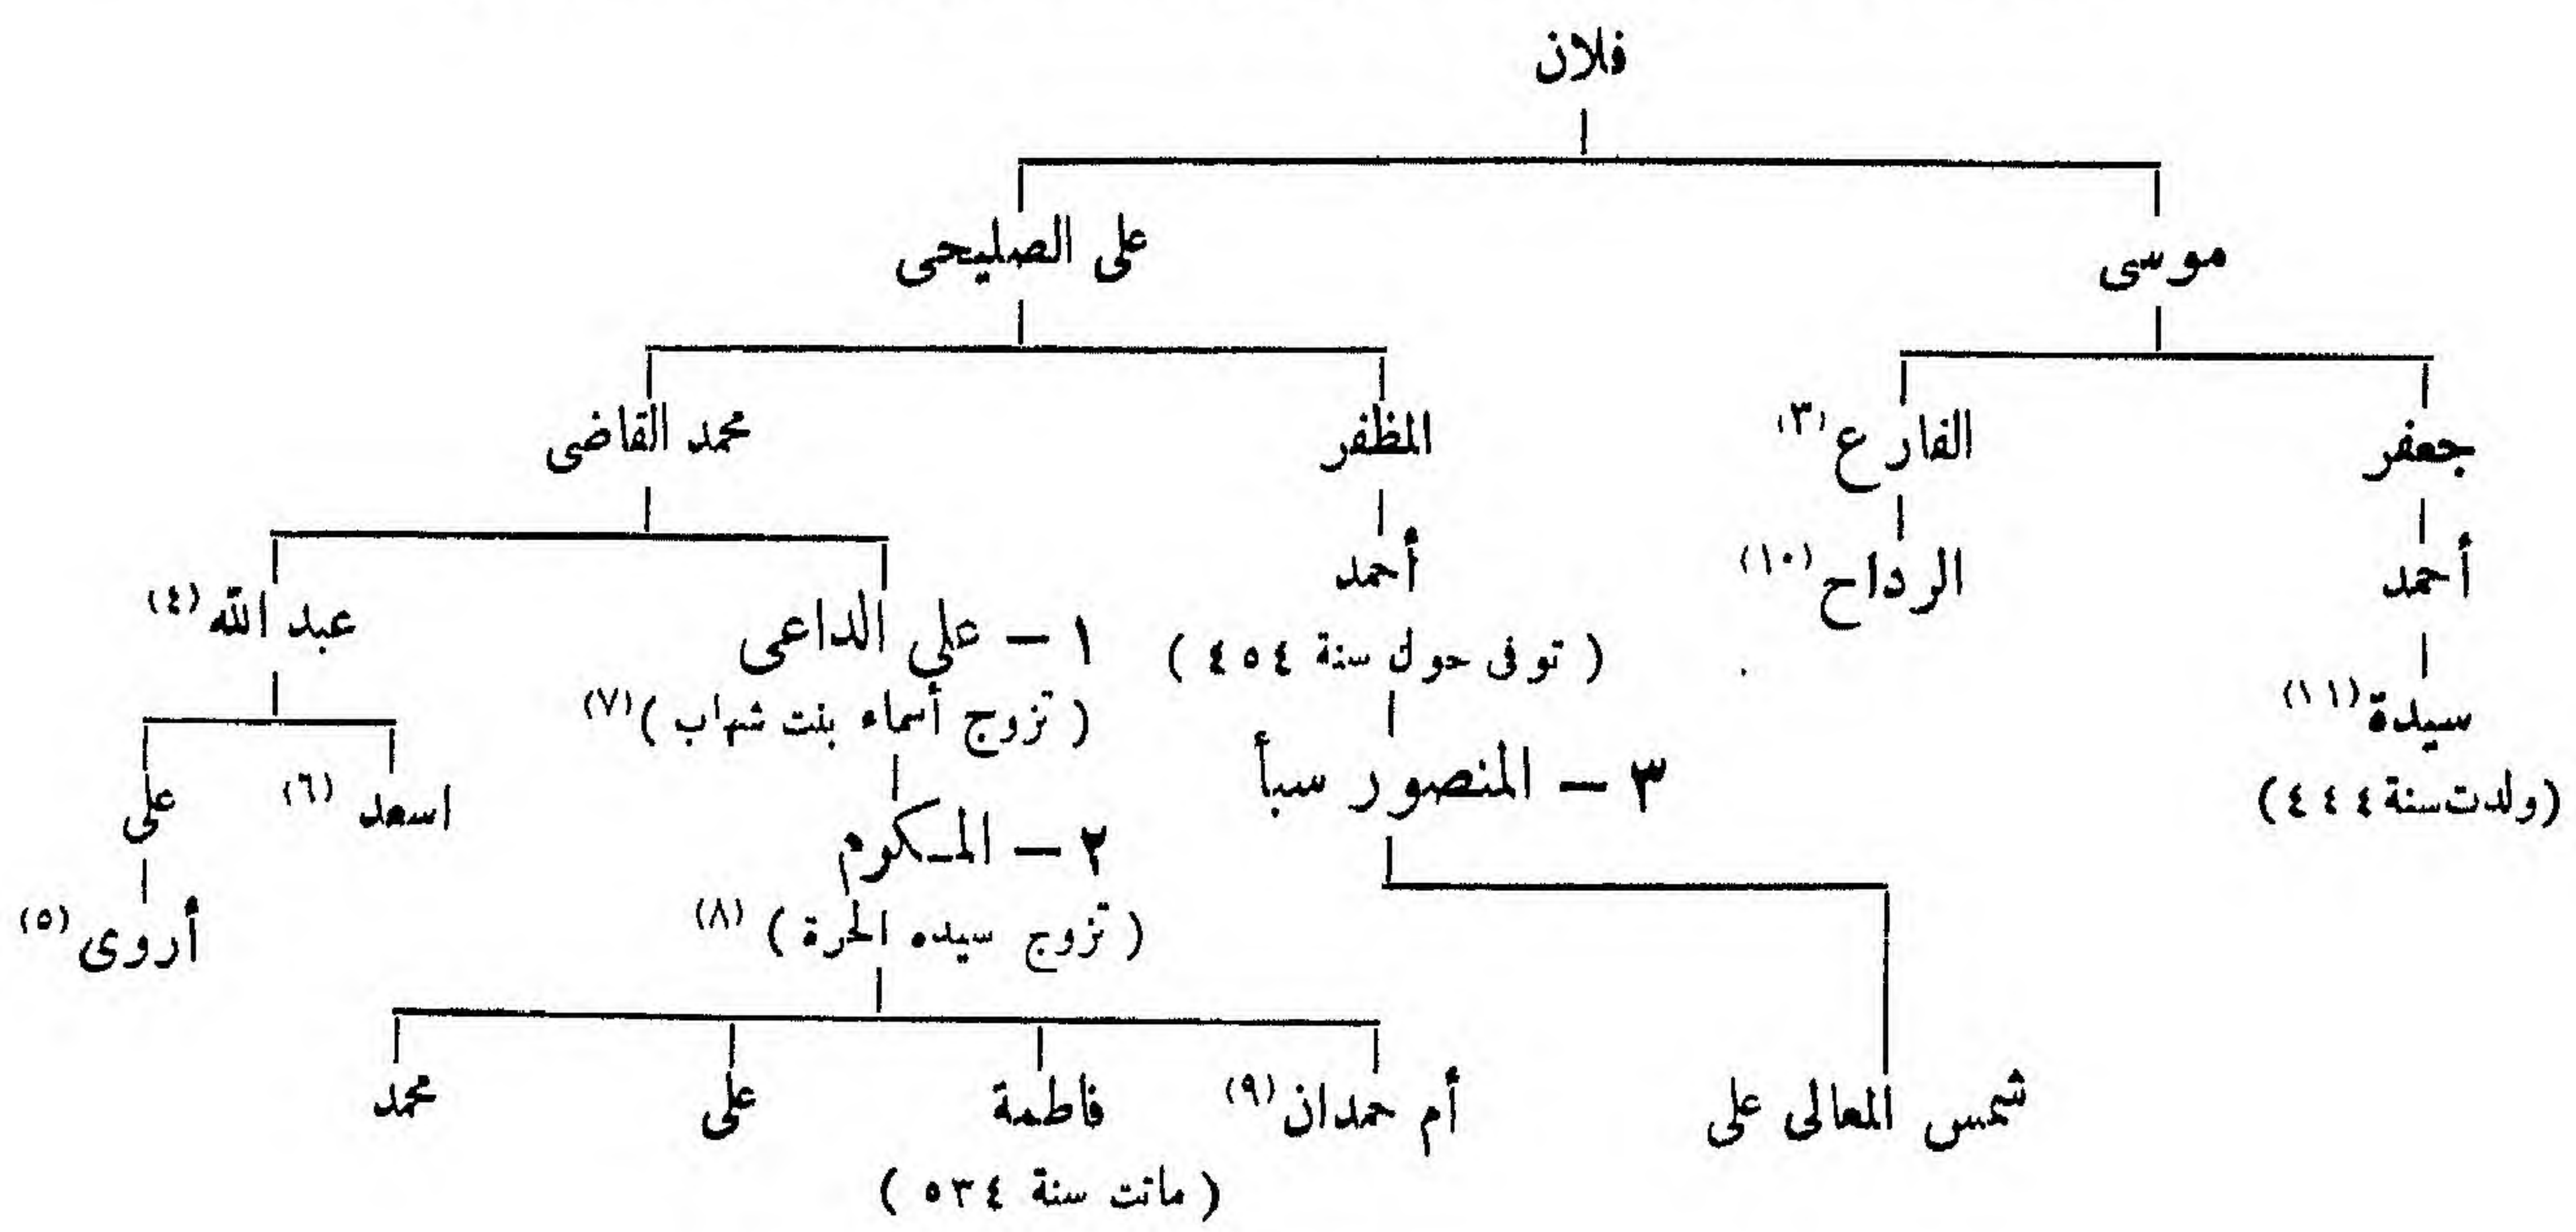 فلان
موسى
على الصليحى
جعفر
الفارع (٣)
المظفر
محمد القاضى
أحمد
الرداح (١٠)
أحمد
(توفى حوك سنة ٤٥٤)
١ – على الداعى
(تزوج أسماء بنت شهاب) (٧)
عبد الله (٤)
سيدة (١١)
(ولدت سنة ٤٤٤)
٣ – المنصور سبأ
٢ – المكرم
(تزوج سيده الحرة) (٨)
اسعد (٦)
على
أروى (٥)
شمس المعالى على
أم حمدان (٩)
فاطمة
(ماتت سنة ٥٣٤)
على
محمد